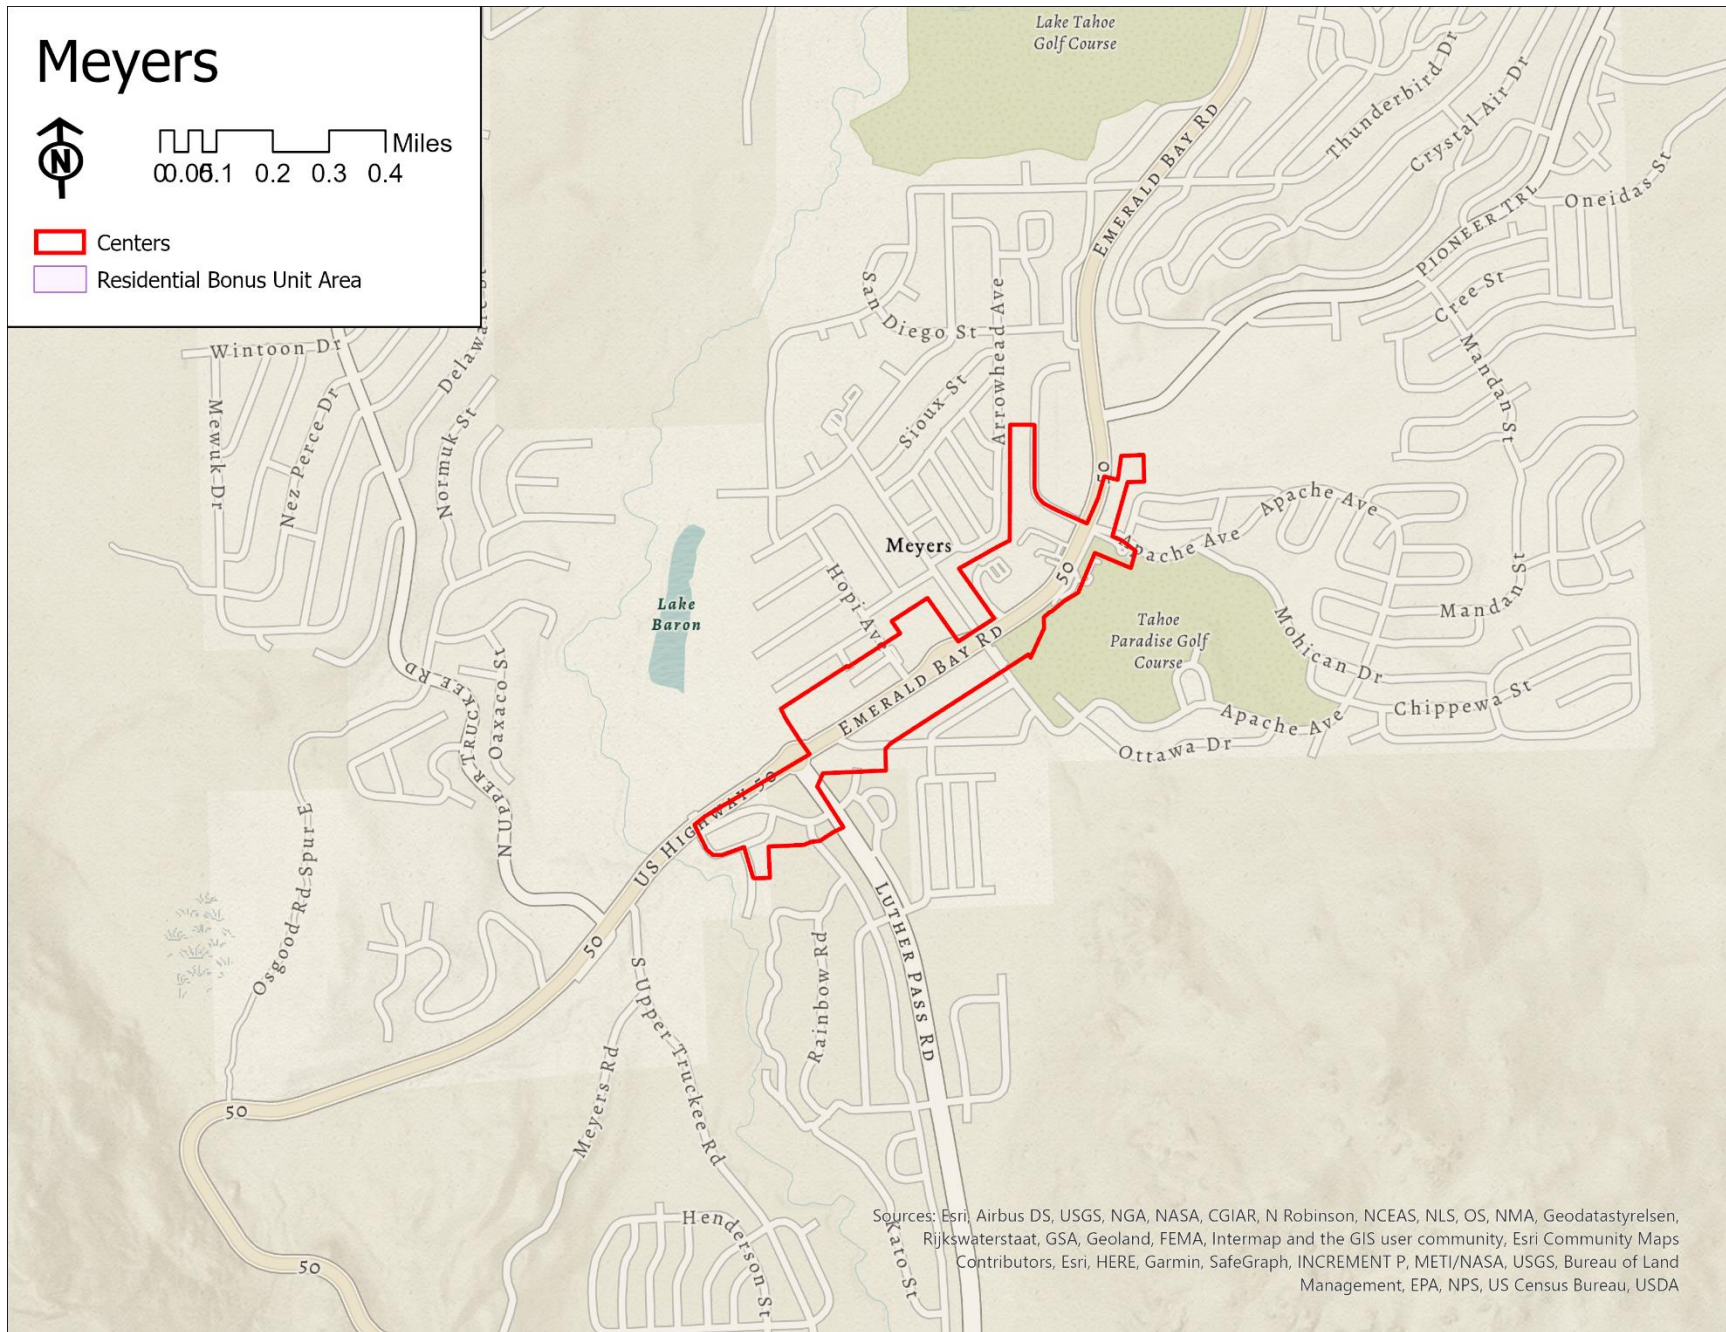 Meyers
N
Miles
0 0.05 0.1 0.2 0.3 0.4
Centers
Residential Bonus Unit Area
Lake Tahoe
Golf Course
Thunderbird Dr
Crystal Air Dr
EMERALD BAY RD
Oneidas St
PIONEER TRL
San Diego St
Arrowhead Ave
Cree St
Mandan St
Wintoon Dr
Delaware St
Sioux St
Mewuk Dr
Nez Perce Dr
Normuk St
50
Apache Ave
Apache Ave
Meyers
50
Hopi Ave
Lake
Baron
Mandan St
Tahoe
Paradise Golf
Course
Mohican Dr
EMERALD BAY RD
Chippewa St
Apache Ave
Ottawa Dr
N UPPER TRUCKEE RD
Oaxaco St
US HIGHWAY 50
Osgood Rd Spur E
LUTHER PASS RD
50
Rainbow Rd
S Upper Truckee Rd
Meyers Rd
50
Henderson St
Kato St
50
Sources: Esri, Airbus DS, USGS, NGA, NASA, CGIAR, N Robinson, NCEAS, NLS, OS, NMA, Geodatastyrelsen,
Rijkswaterstaat, GSA, Geoland, FEMA, Intermap and the GIS user community, Esri Community Maps
Contributors, Esri, HERE, Garmin, SafeGraph, INCREMENT P, METI/NASA, USGS, Bureau of Land
Management, EPA, NPS, US Census Bureau, USDA